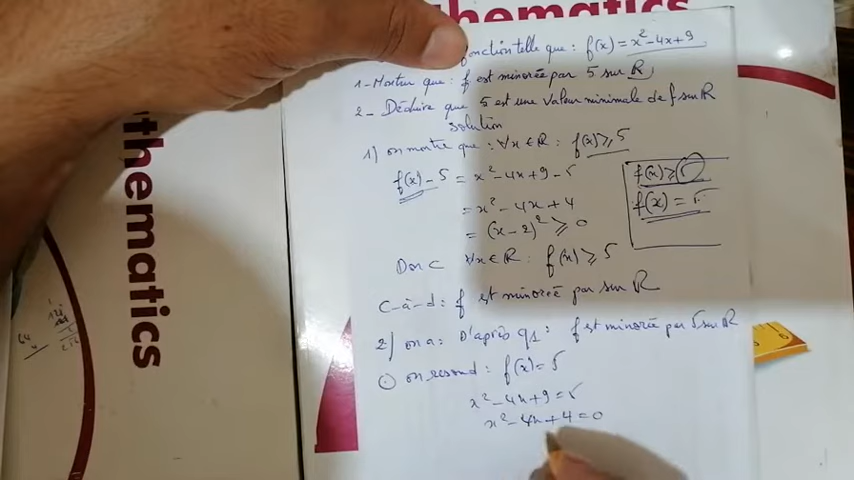 thematics
thematics
fonction telle que : f(x) = x²-4x+9
1- Montrer que : f est minorée par 5 sur ℝ
2- Déduire que 5 est une valeur minimale de f sur ℝ
solution
1) on montre que : ∀x∈ℝ : f(x) ⩾ 5
f(x) - 5 = x²-4x+9-5
= x²-4x+4
= (x-2)² ⩾ 0
f(x) ⩾ 5
f(x) = 5
Donc ∀x∈ℝ : f(x) ⩾ 5
c-à-d : f est minorée par sur ℝ
2) on a : D'après q1 : f est minorée par 5 sur ℝ
on resoud : f(x) = 5
x²-4x+9 = 5
x²-4x+4 = 0